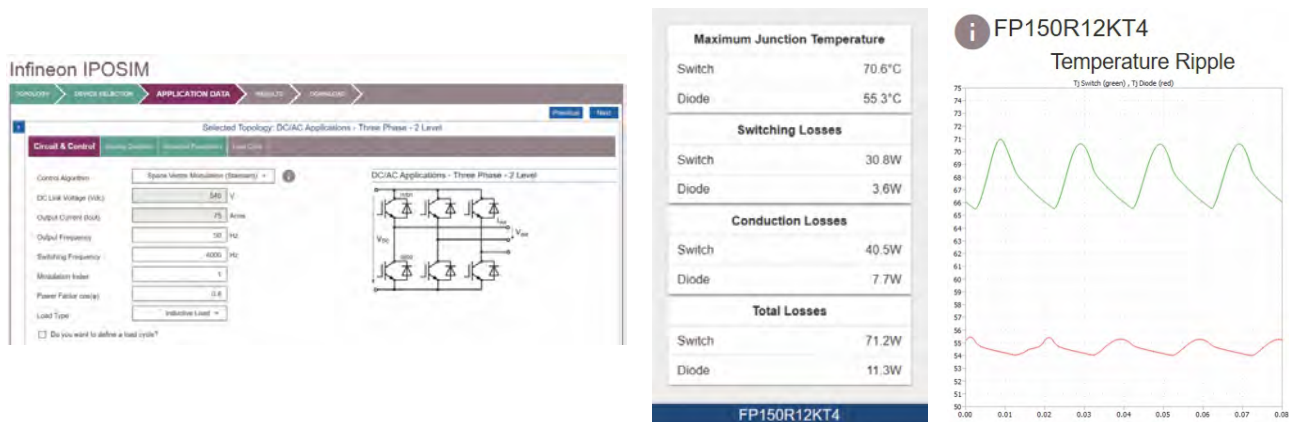 Infineon IPOSIM
TOPOLOGY
DEVICE SELECTION
APPLICATION DATA
RESULTS
DOWNLOAD
Previous
Next
Selected Topology: DC/AC Applications - Three Phase - 2 Level
Circuit & Control
Control Algorithm
Space Vector Modulation (Standard)
DC/AC Applications - Three Phase - 2 Level
DC Link Voltage (Vdc)
540 V
Output Current (Iout)
75 Arms
Output Frequency
50 Hz
Switching Frequency
4000 Hz
Modulation Index
1
Power Factor cos(φ)
Load Type
Inductive Load
Do you want to define a load cycle?
Maximum Junction Temperature
Switch 70.6°C
Diode 55.3°C
Switching Losses
Switch 30.8W
Diode 3.6W
Conduction Losses
Switch 40.5W
Diode 7.7W
Total Losses
Switch 71.2W
Diode 11.3W
FP150R12KT4
i FP150R12KT4
Temperature Ripple
Tj Switch (green) , Tj Diode (red)
75
74
73
72
71
70
69
68
67
66
65
64
63
62
61
60
59
58
57
56
55
54
53
52
51
50
0.00 0.01 0.02 0.03 0.04 0.05 0.06 0.07 0.08